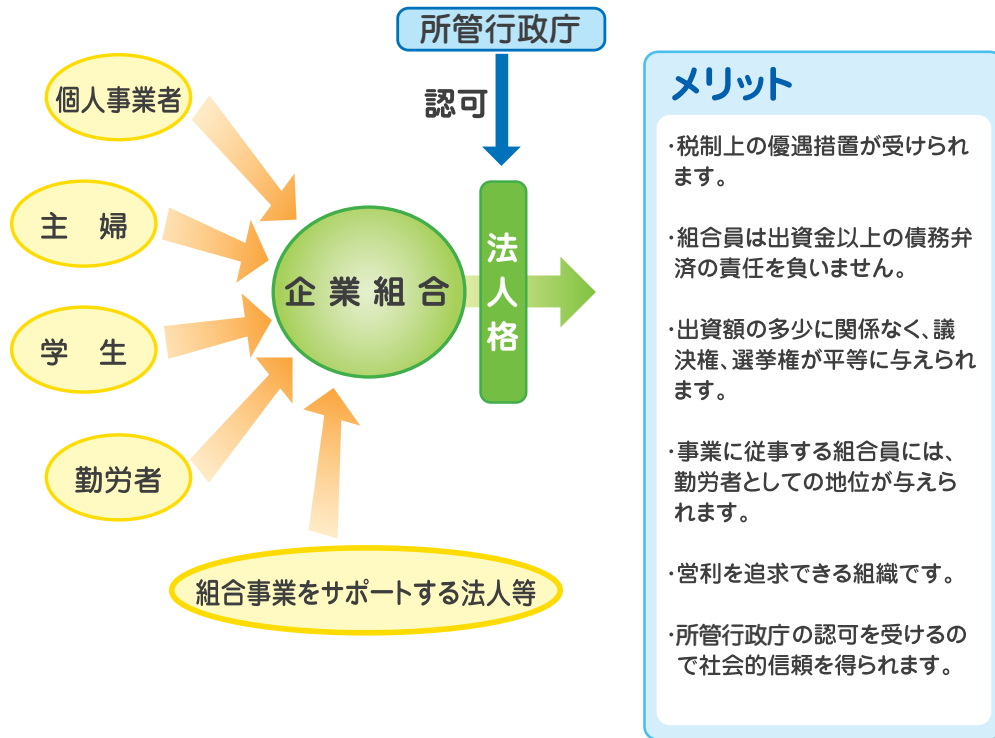 所管行政庁
認可
個人事業者
主　婦
学　生
勤労者
組合事業をサポートする法人等
企業組合
法人格
メリット
・税制上の優遇措置が受けられ
ます。
・組合員は出資金以上の債務弁
済の責任を負いません。
・出資額の多少に関係なく、議
決権、選挙権が平等に与えられ
ます。
・事業に従事する組合員には、
勤労者としての地位が与えら
れます。
・営利を追求できる組織です。
・所管行政庁の認可を受けるの
で社会的信頼を得られます。